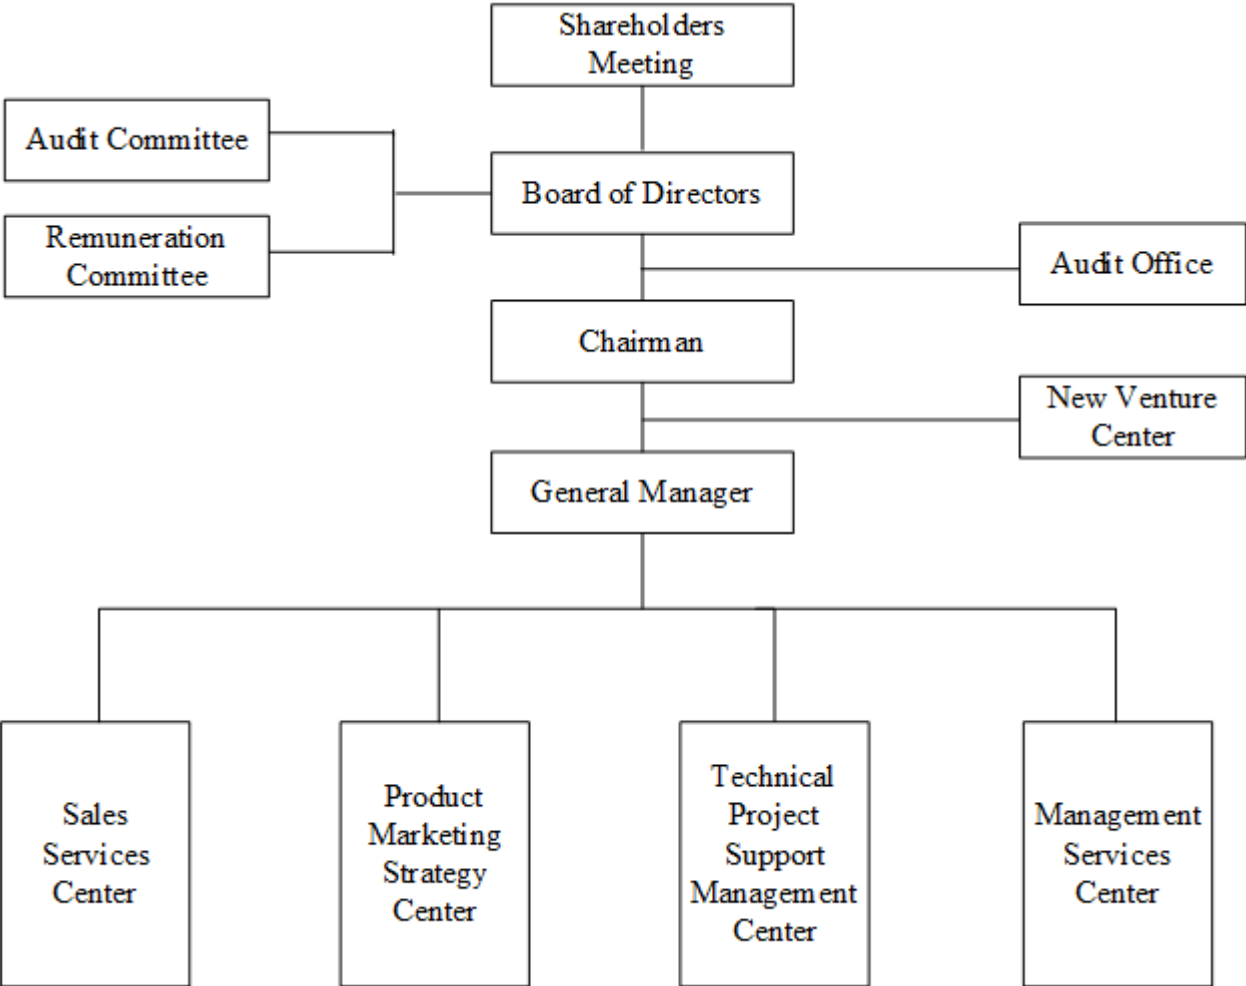 Shareholders
Meeting
Audit Committee
Board of Directors
Remuneration
Committee
Audit Office
Chairman
New Venture
Center
General Manager
Sales
Services
Center
Product
Marketing
Strategy
Center
Technical
Project
Support
Management
Center
Management
Services
Center